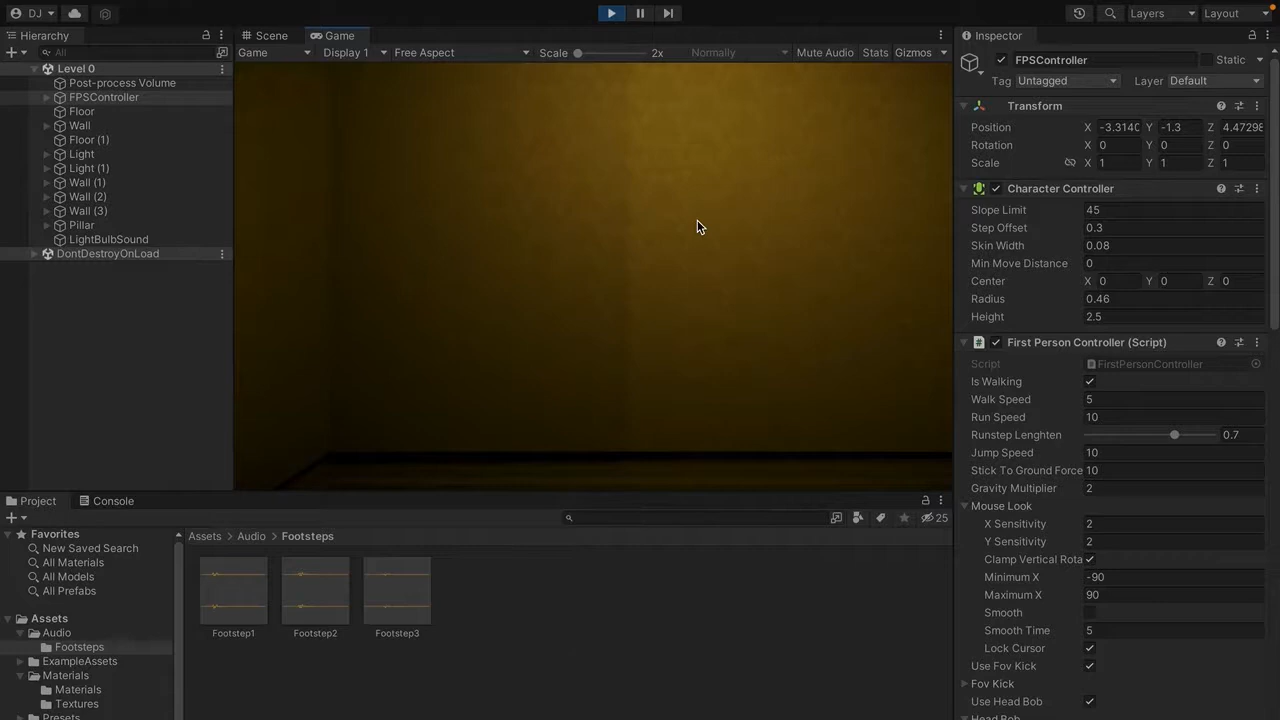 DJ
Layers
Layout
Hierarchy
All
Level 0
Post-process Volume
FPSController
Floor
Wall
Floor (1)
Light
Light (1)
Wall (1)
Wall (2)
Wall (3)
Pillar
LightBulbSound
DontDestroyOnLoad
Scene
Game
Game
Display 1
Free Aspect
Scale
2x
Normally
Mute Audio
Stats
Gizmos
Inspector
FPSController
Static
Tag
Untagged
Layer
Default
Transform
Position
X
-3.314
Y
-1.3
Z
4.4729
Rotation
X
0
Y
0
Z
0
Scale
X
1
Y
1
Z
1
Character Controller
Slope Limit
45
Step Offset
0.3
Skin Width
0.08
Min Move Distance
0
Center
X
0
Y
0
Z
0
Radius
0.46
Height
2.5
First Person Controller (Script)
Script
FirstPersonController
Is Walking
Walk Speed
5
Run Speed
10
Runstep Lenghten
0.7
Jump Speed
10
Stick To Ground Force
10
Gravity Multiplier
2
Mouse Look
X Sensitivity
2
Y Sensitivity
2
Clamp Vertical Rota
Minimum X
-90
Maximum X
90
Smooth
Smooth Time
5
Lock Cursor
Use Fov Kick
Fov Kick
Use Head Bob
Head Bob
Project
Console
25
Favorites
New Saved Search
All Materials
All Models
All Prefabs
Assets
Audio
Footsteps
ExampleAssets
Materials
Materials
Textures
Presets
Assets
Audio
Footsteps
Footstep1
Footstep2
Footstep3